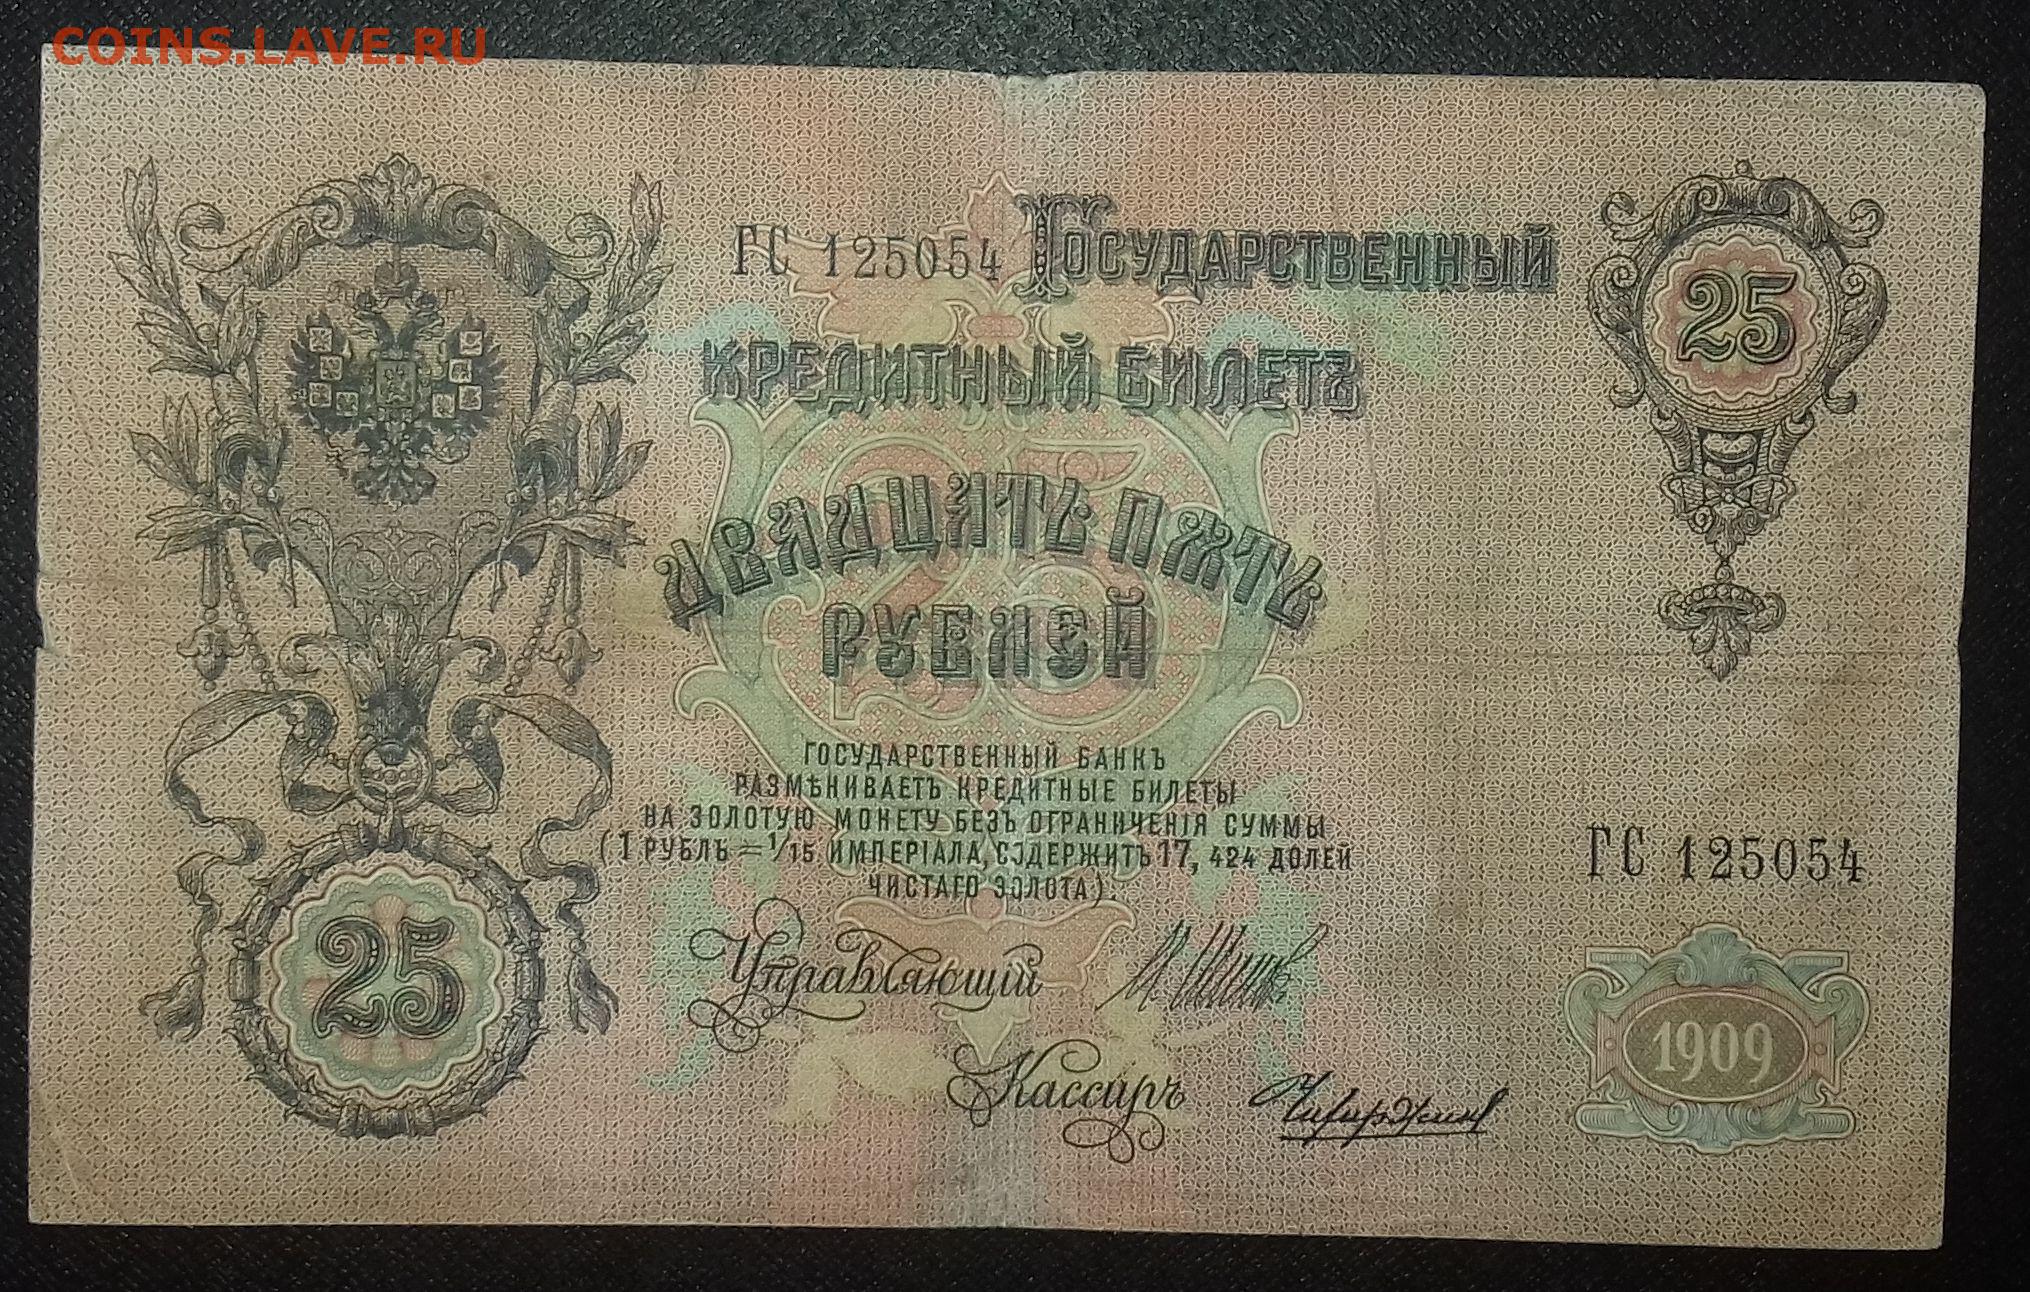 COINS.LAVE.RU
ГС 125054 ГОСУДАРСТВЕННЫЙ
25
КРЕДИТНЫЙ БИЛЕТЪ
25
ДВАДЦАТЬ ПЯТЬ
РУБЛЕЙ
ГОСУДАРСТВЕННЫЙ БАНКЪ
РАЗМѢНИВАЕТЪ КРЕДИТНЫЕ БИЛЕТЫ
НА ЗОЛОТУЮ МОНЕТУ БЕЗЪ ОГРАНИЧЕНІЯ СУММЫ
(1 РУБЛЬ = 1/15 ИМПЕРІАЛА, СОДЕРЖИТЪ 17, 424 ДОЛЕЙ
ЧИСТАГО ЗОЛОТА).
ГС 125054
25
Управляющій
Кассиръ
1909